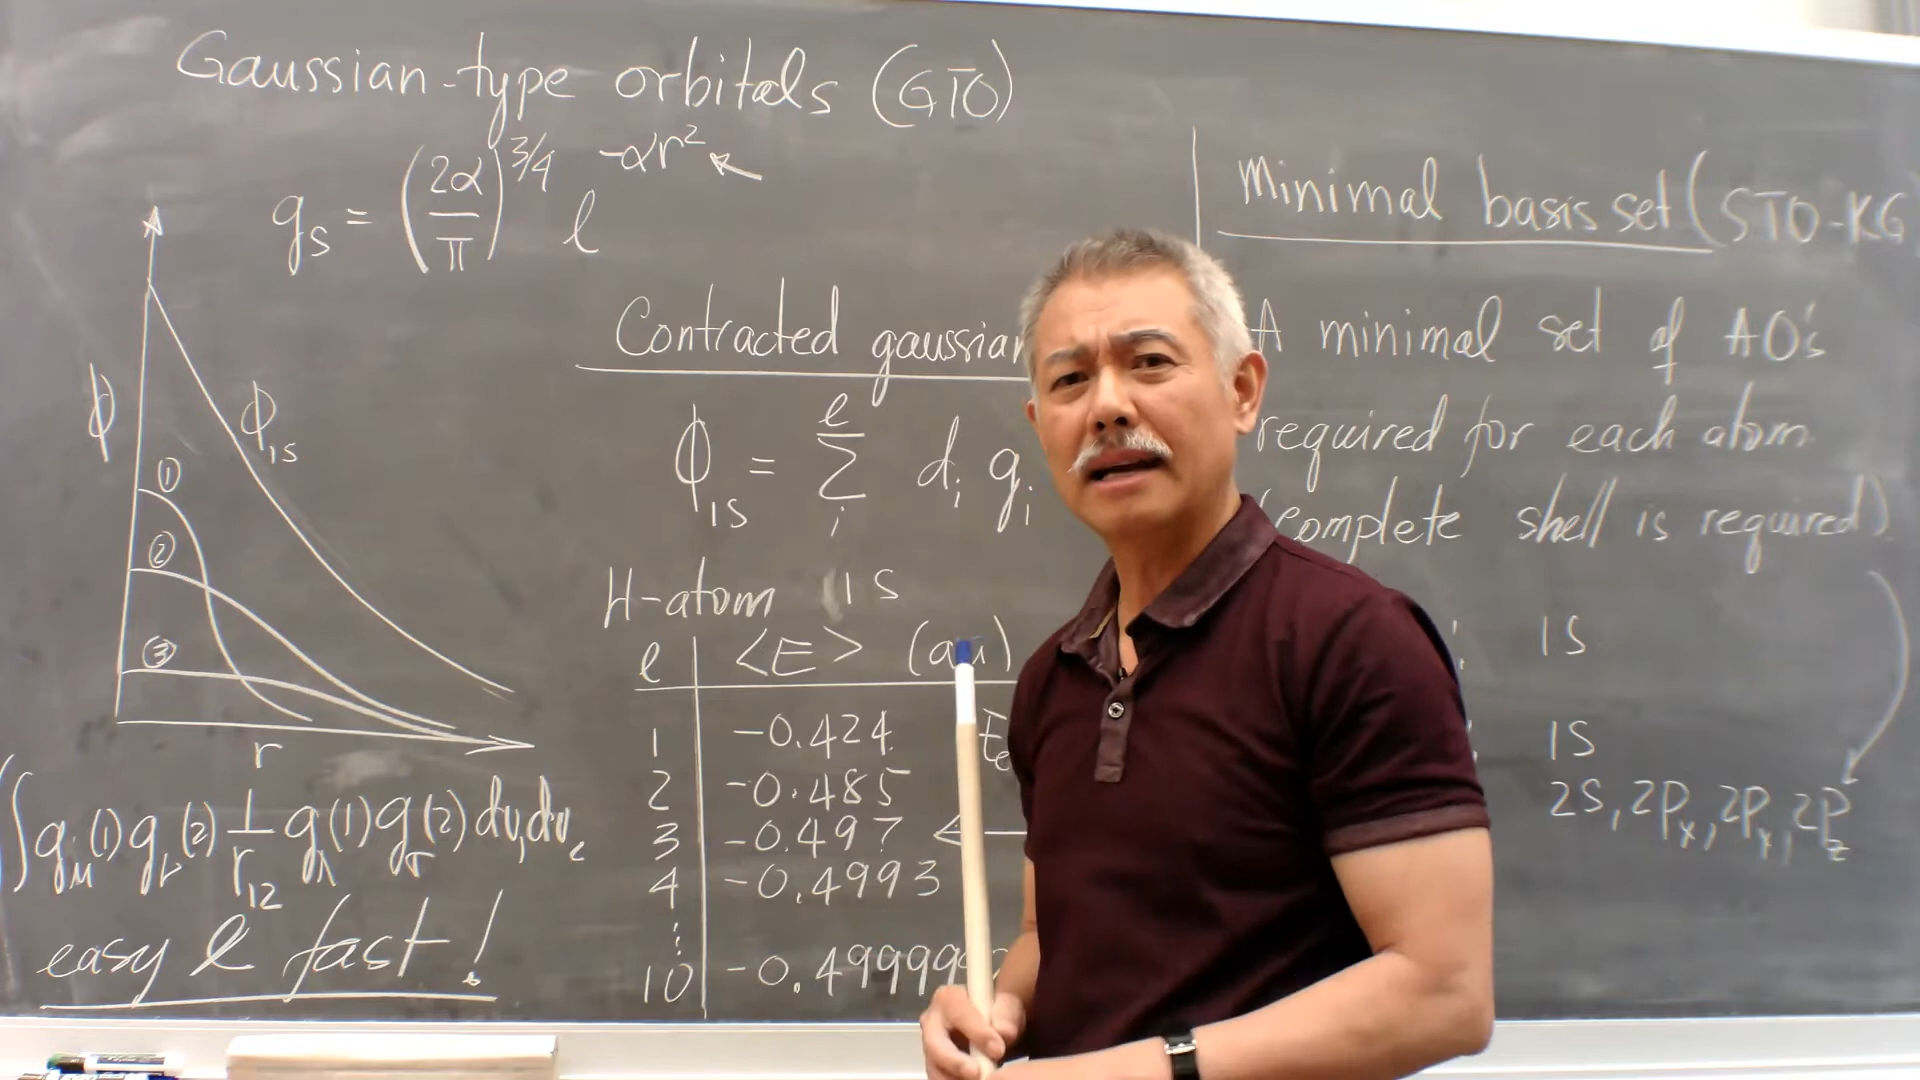 Gaussian-type orbitals (GTO)
g_s = (2α/π)^3/4 e^-αr²
ϕ
ϕ_1s
①
②
③
r
∫ g_μ(1) g_ν(2) 1/r_12 g_λ(1) g_σ(2) dv_1 dv_2
easy & fast!
Contracted gaussian
ϕ_1s = Σ_i^l d_i g_i
H-atom 1s
l <E> (au)
1 -0.424
2 -0.485
3 -0.497 ←
4 -0.4993
⋮
10
Minimal basis set (STO-KG)
A minimal set of AO's
required for each atom
(complete shell is required)
: 1s
: 1s
2s, 2p_x, 2p_x, 2p_z